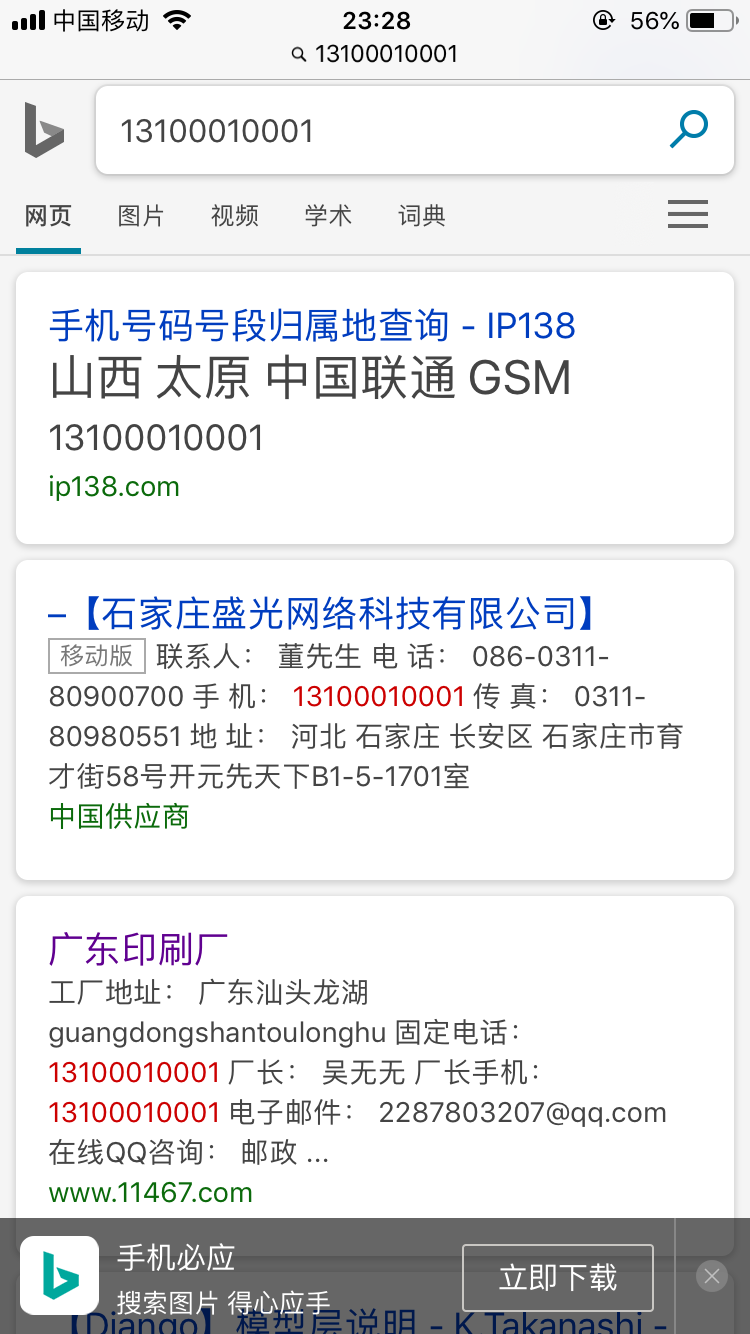 中国移动 23:28 56%
13100010001
13100010001
网页 图片 视频 学术 词典
手机号码号段归属地查询 - IP138
山西 太原 中国联通 GSM
13100010001
ip138.com
–【石家庄盛光网络科技有限公司】
移动版 联系人： 董先生 电 话： 086-0311-
80900700 手 机： 13100010001 传 真： 0311-
80980551 地 址： 河北 石家庄 长安区 石家庄市育
才街58号开元先天下B1-5-1701室
中国供应商
广东印刷厂
工厂地址： 广东汕头龙湖
guangdongshantoulonghu 固定电话：
13100010001 厂长： 吴无无 厂长手机：
13100010001 电子邮件： 2287803207@qq.com
在线QQ咨询： 邮政 ...
www.11467.com
手机必应
立即下载
搜索图片 得心应手
【Django】模型层说明 - K.Takanashi -